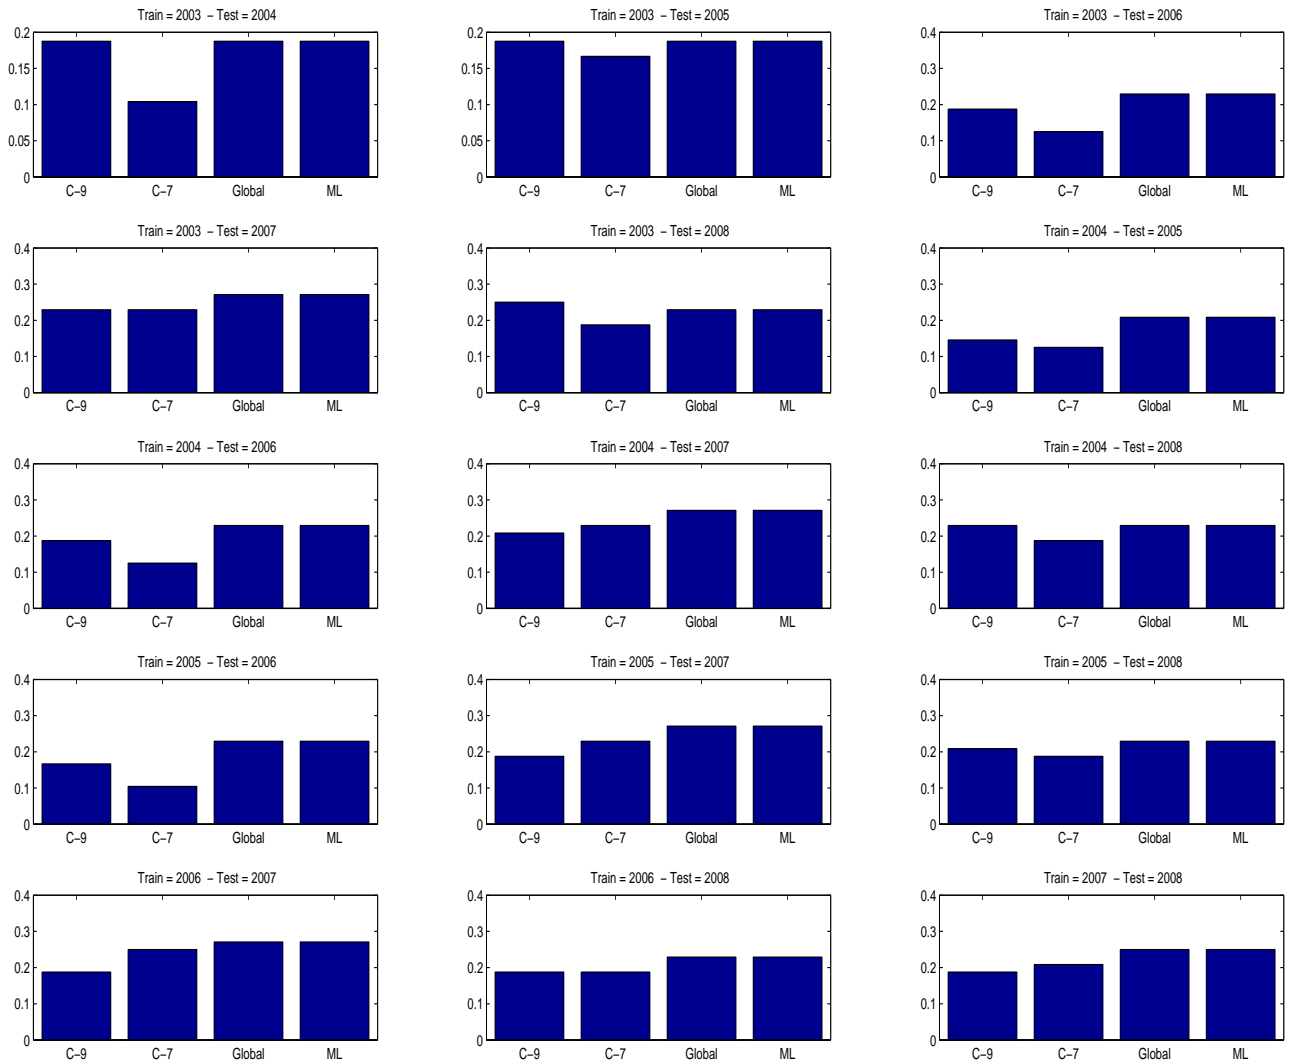 Train = 2003 – Test = 2004
0.2
0.15
0.1
0.05
0
C–9 C–7 Global ML
Train = 2003 – Test = 2005
0.2
0.15
0.1
0.05
0
C–9 C–7 Global ML
Train = 2003 – Test = 2006
0.4
0.3
0.2
0.1
0
C–9 C–7 Global ML
Train = 2003 – Test = 2007
0.4
0.3
0.2
0.1
0
C–9 C–7 Global ML
Train = 2003 – Test = 2008
0.4
0.3
0.2
0.1
0
C–9 C–7 Global ML
Train = 2004 – Test = 2005
0.4
0.3
0.2
0.1
0
C–9 C–7 Global ML
Train = 2004 – Test = 2006
0.4
0.3
0.2
0.1
0
C–9 C–7 Global ML
Train = 2004 – Test = 2007
0.4
0.3
0.2
0.1
0
C–9 C–7 Global ML
Train = 2004 – Test = 2008
0.4
0.3
0.2
0.1
0
C–9 C–7 Global ML
Train = 2005 – Test = 2006
0.4
0.3
0.2
0.1
0
C–9 C–7 Global ML
Train = 2005 – Test = 2007
0.4
0.3
0.2
0.1
0
C–9 C–7 Global ML
Train = 2005 – Test = 2008
0.4
0.3
0.2
0.1
0
C–9 C–7 Global ML
Train = 2006 – Test = 2007
0.4
0.3
0.2
0.1
0
C–9 C–7 Global ML
Train = 2006 – Test = 2008
0.4
0.3
0.2
0.1
0
C–9 C–7 Global ML
Train = 2007 – Test = 2008
0.4
0.3
0.2
0.1
0
C–9 C–7 Global ML